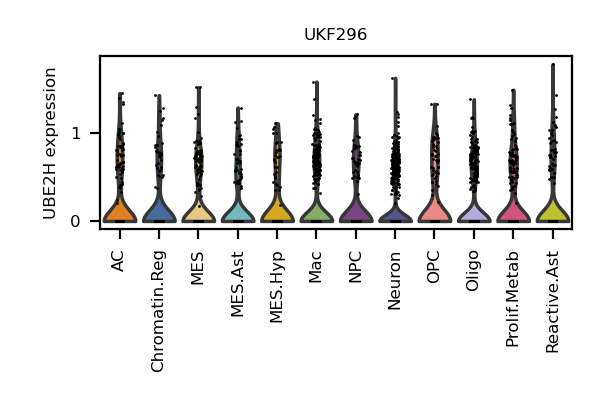 UKF296
UBE2H expression
1
0
AC
Chromatin.Reg
MES
MES.Ast
MES.Hyp
Mac
NPC
Neuron
OPC
Oligo
Prolif.Metab
Reactive.Ast